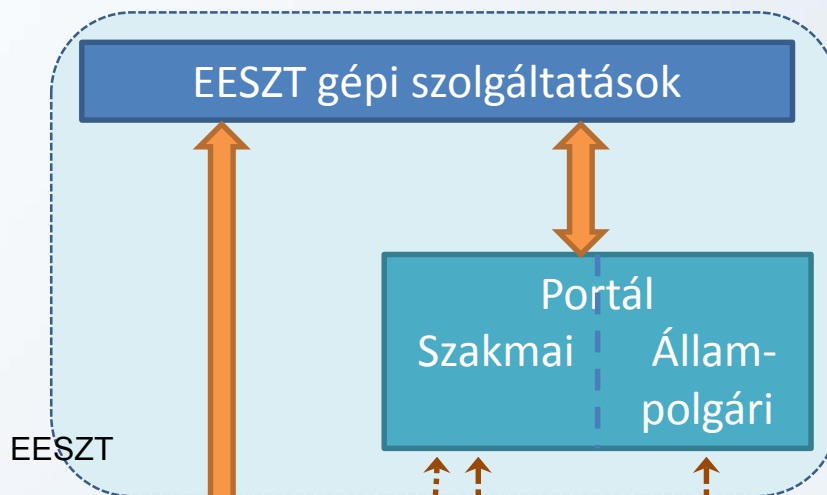 EESZT gépi szolgáltatások
Portál
Szakmai
Állam-
polgári
EESZT